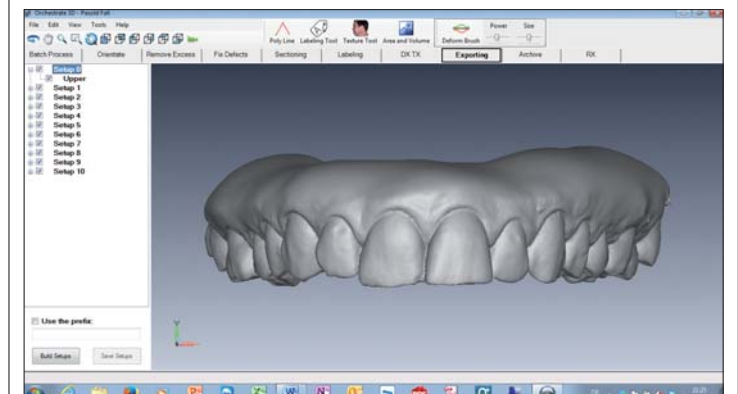 Orchestrate 3D - Pasold Fall
File Edit View Tools Help
Poly Line Labeling Tool Texture Tool Area and Volume Deform Brush Power Size
Batch Process Orientate Remove Excess Fix Defects Sectioning Labeling DX TX Exporting Archive RX
Setup 0
Upper
Setup 1
Setup 2
Setup 3
Setup 4
Setup 5
Setup 6
Setup 7
Setup 8
Setup 9
Setup 10
Use the prefix:
Build Setups Save Setups